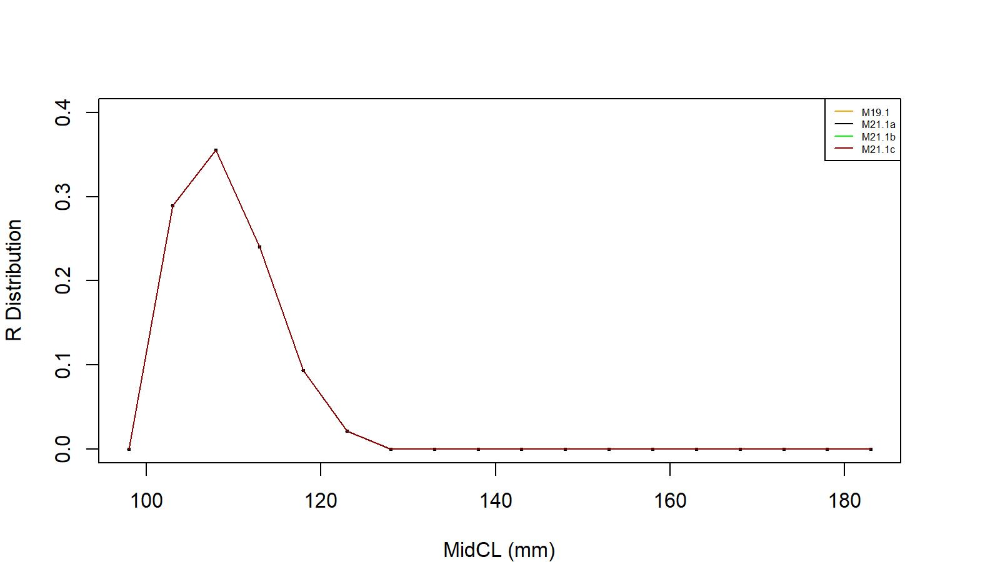 M19.1
M21.1a
M21.1b
M21.1c
0.4
0.3
0.2
0.1
0.0
R Distribution
100 120 140 160 180
MidCL (mm)